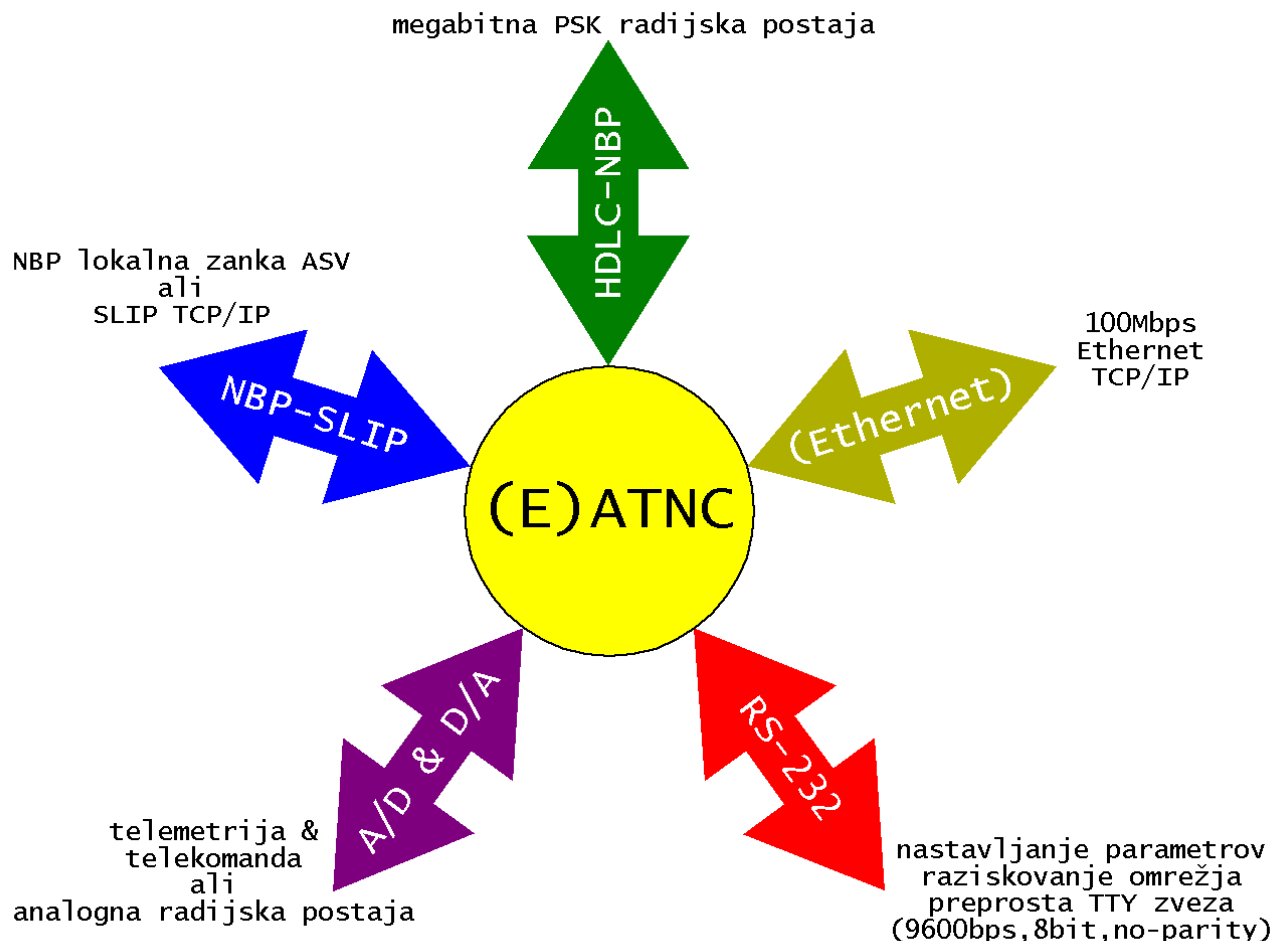 megabitna PSK radijska postaja
HDLC-NBP
NBP lokalna zanka ASV
ali
SLIP TCP/IP
NBP-SLIP
100Mbps
Ethernet
TCP/IP
(Ethernet)
(E)ATNC
A/D & D/A
telemetrija &
telekomanda
ali
analogna radijska postaja
RS-232
nastavljanje parametrov
raziskovanje omrežja
preprosta TTY zveza
(9600bps,8bit,no-parity)